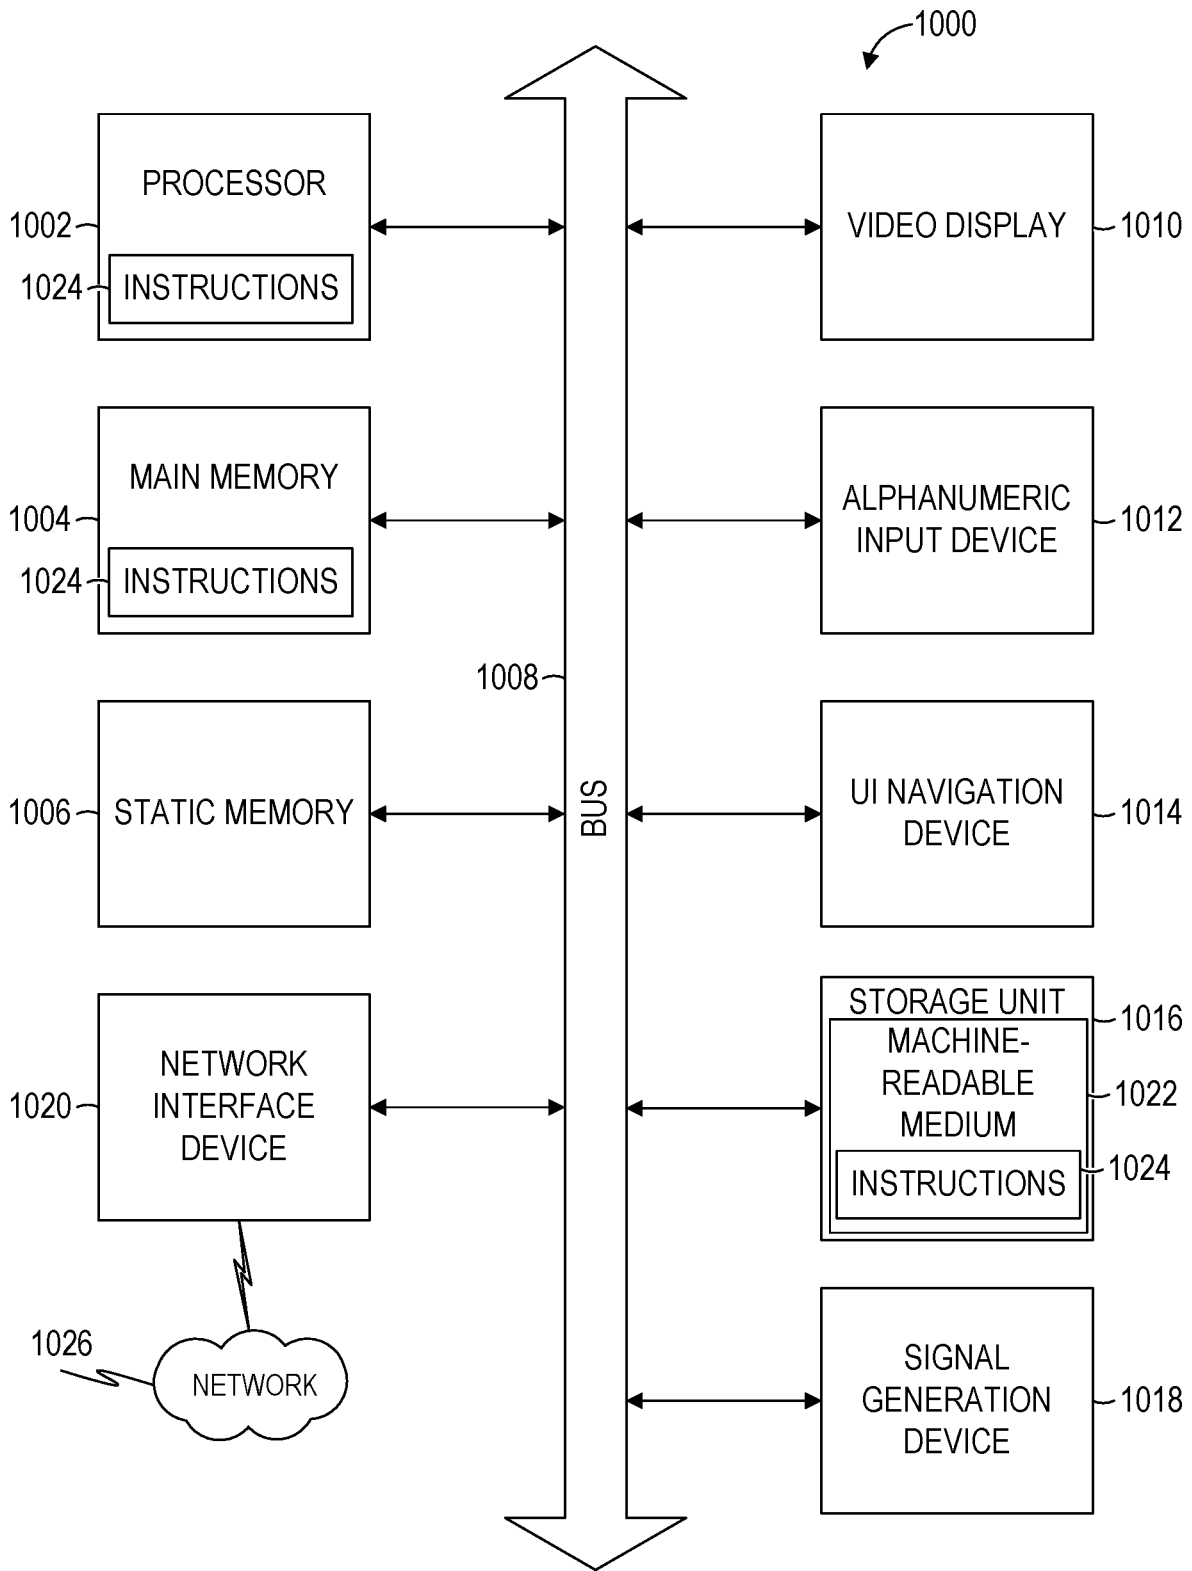 1000
PROCESSOR
1002
1024
INSTRUCTIONS
MAIN MEMORY
1004
1024
INSTRUCTIONS
1006
STATIC MEMORY
NETWORK
INTERFACE
DEVICE
1020
1026
NETWORK
1008
BUS
VIDEO DISPLAY
1010
ALPHANUMERIC
INPUT DEVICE
1012
UI NAVIGATION
DEVICE
1014
STORAGE UNIT
1016
MACHINE-
READABLE
MEDIUM
1022
INSTRUCTIONS
1024
SIGNAL
GENERATION
DEVICE
1018